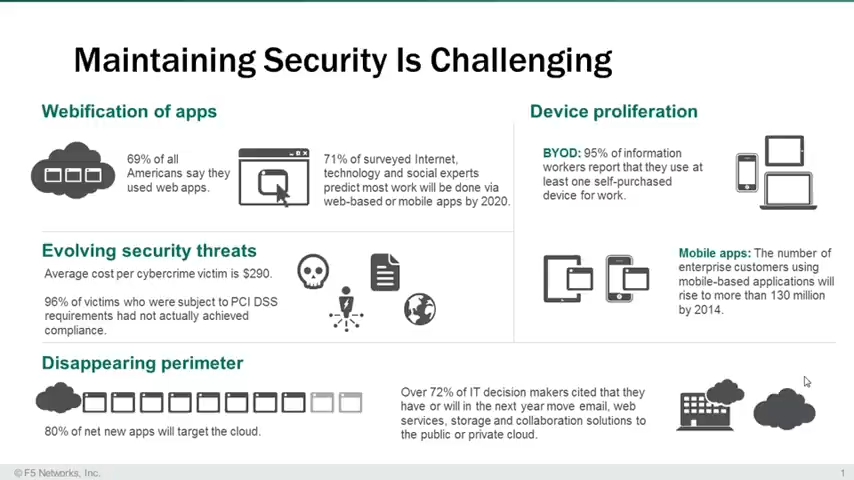 Maintaining Security Is Challenging
Webification of apps
69% of all
Americans say they
used web apps.
71% of surveyed Internet,
technology and social experts
predict most work will be done via
web-based or mobile apps by 2020.
Evolving security threats
Average cost per cybercrime victim is $290.
96% of victims who were subject to PCI DSS
requirements had not actually achieved
compliance.
Device proliferation
BYOD: 95% of information
workers report that they use at
least one self-purchased
device for work.
Mobile apps: The number of
enterprise customers using
mobile-based applications will
rise to more than 130 million
by 2014.
Disappearing perimeter
80% of net new apps will target the cloud.
Over 72% of IT decision makers cited that they
have or will in the next year move email, web
services, storage and collaboration solutions to
the public or private cloud.
© F5 Networks, Inc.
1